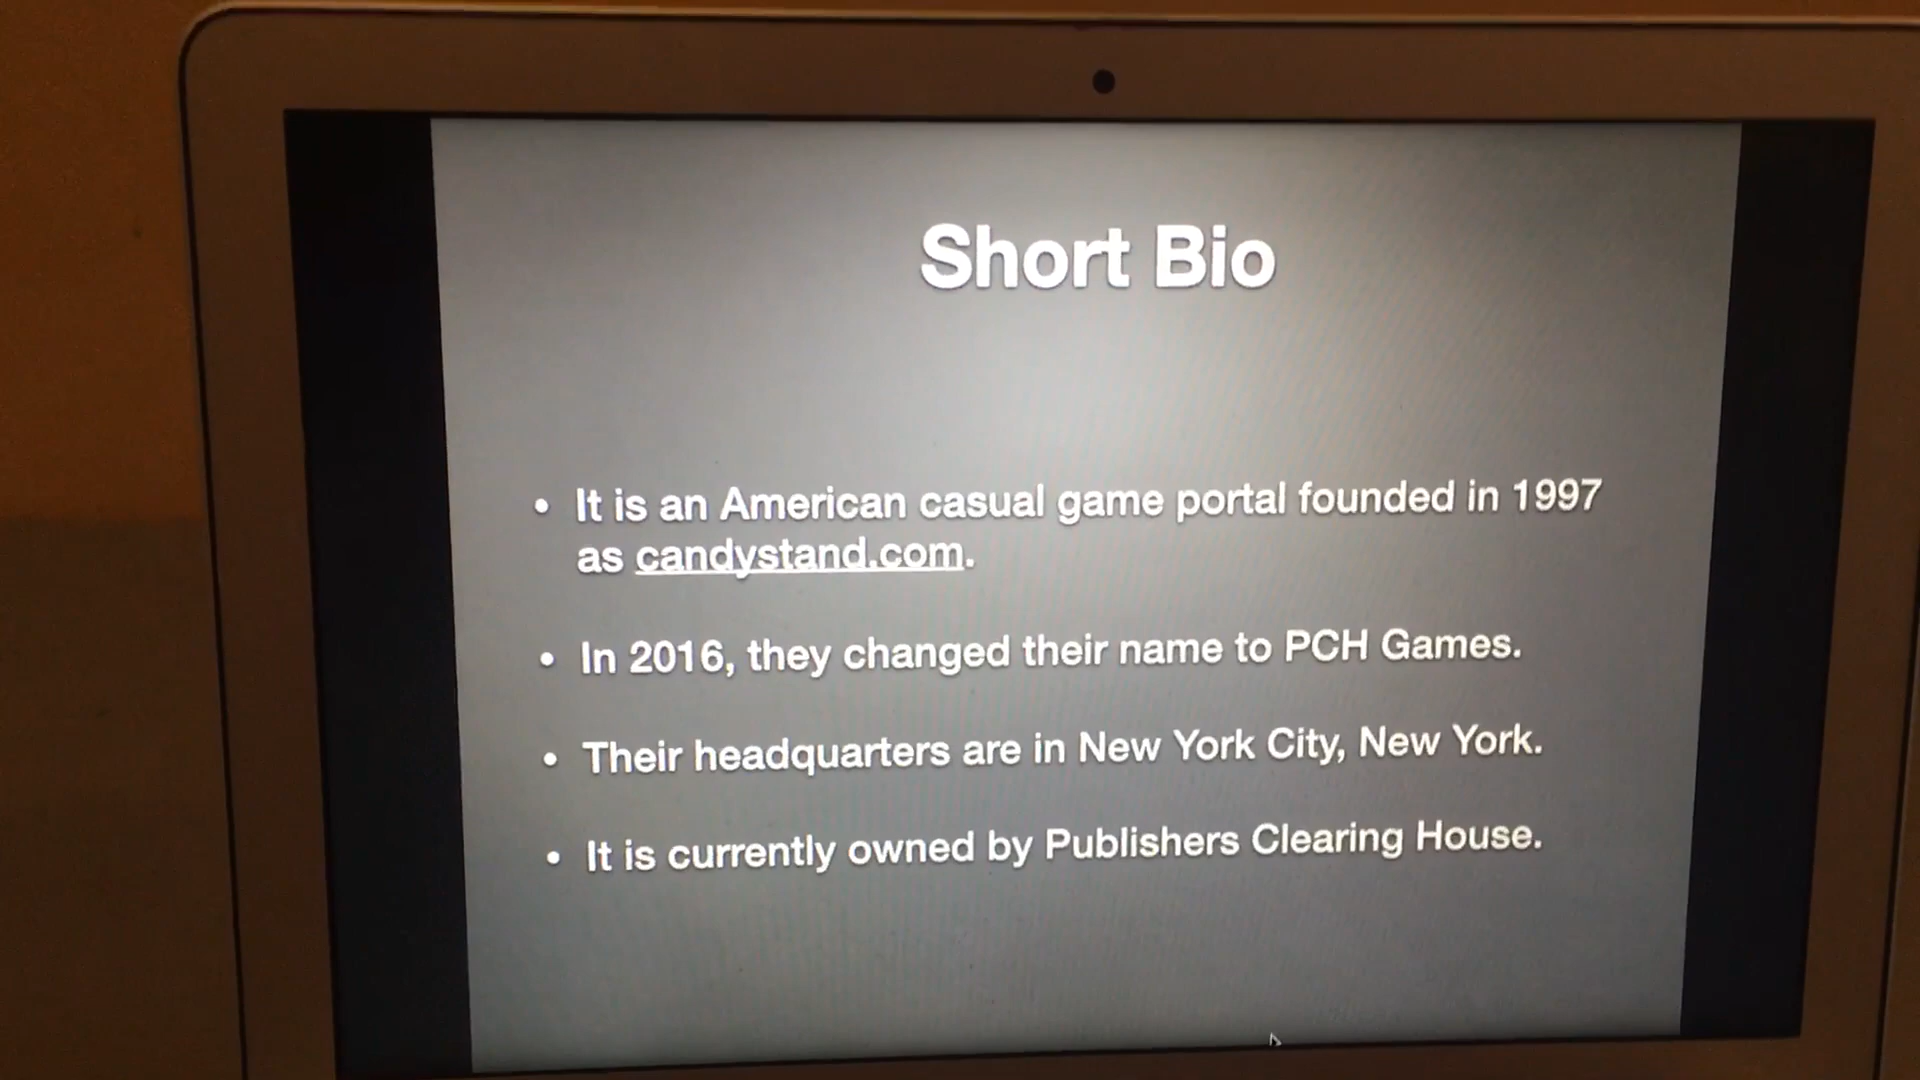 Short Bio
• It is an American casual game portal founded in 1997
as candystand.com.
• In 2016, they changed their name to PCH Games.
• Their headquarters are in New York City, New York.
• It is currently owned by Publishers Clearing House.